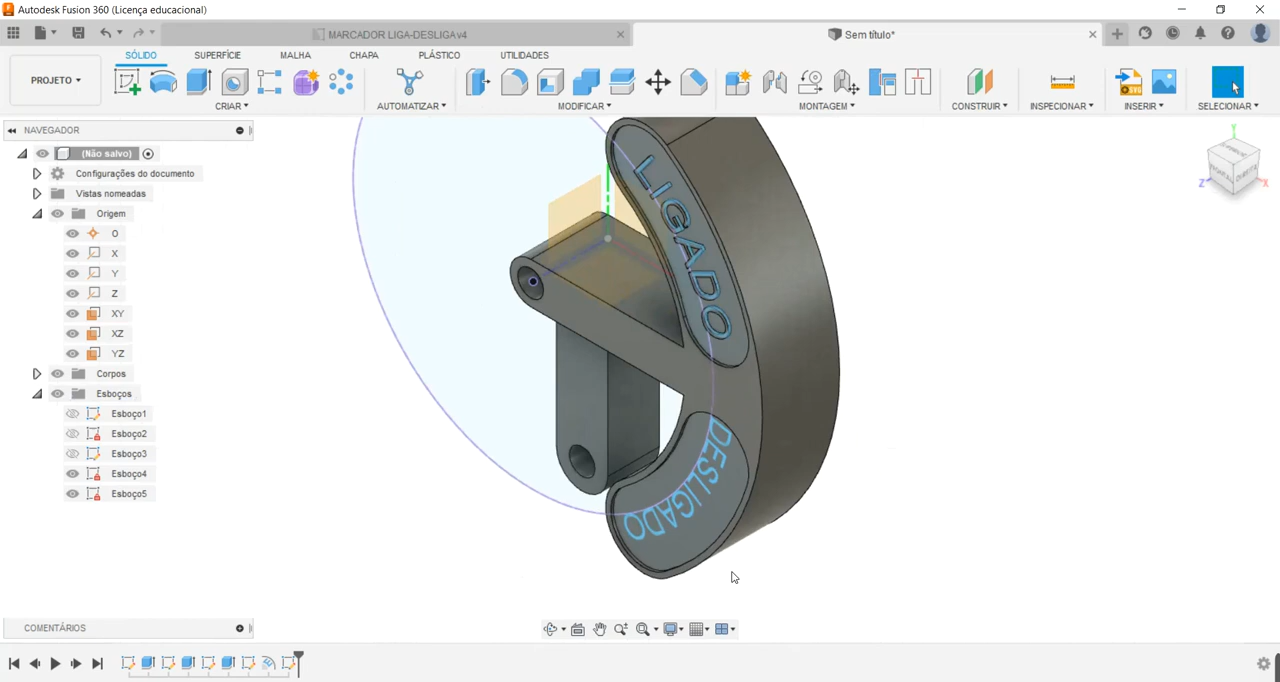 Autodesk Fusion 360 (Licença educacional)
MARCADOR LIGA-DESLIGA v4
Sem título*
SÓLIDO SUPERFÍCIE MALHA CHAPA PLÁSTICO UTILIDADES
PROJETO
CRIAR AUTOMATIZAR MODIFICAR MONTAGEM CONSTRUIR INSPECIONAR INSERIR SELECIONAR
NAVEGADOR
(Não salvo)
Configurações do documento
Vistas nomeadas
Origem
O
X
Y
Z
XY
XZ
YZ
Corpos
Esboços
Esboço1
Esboço2
Esboço3
Esboço4
Esboço5
LIGADO
DESLIGADO
Y
Z
X
COMENTÁRIOS